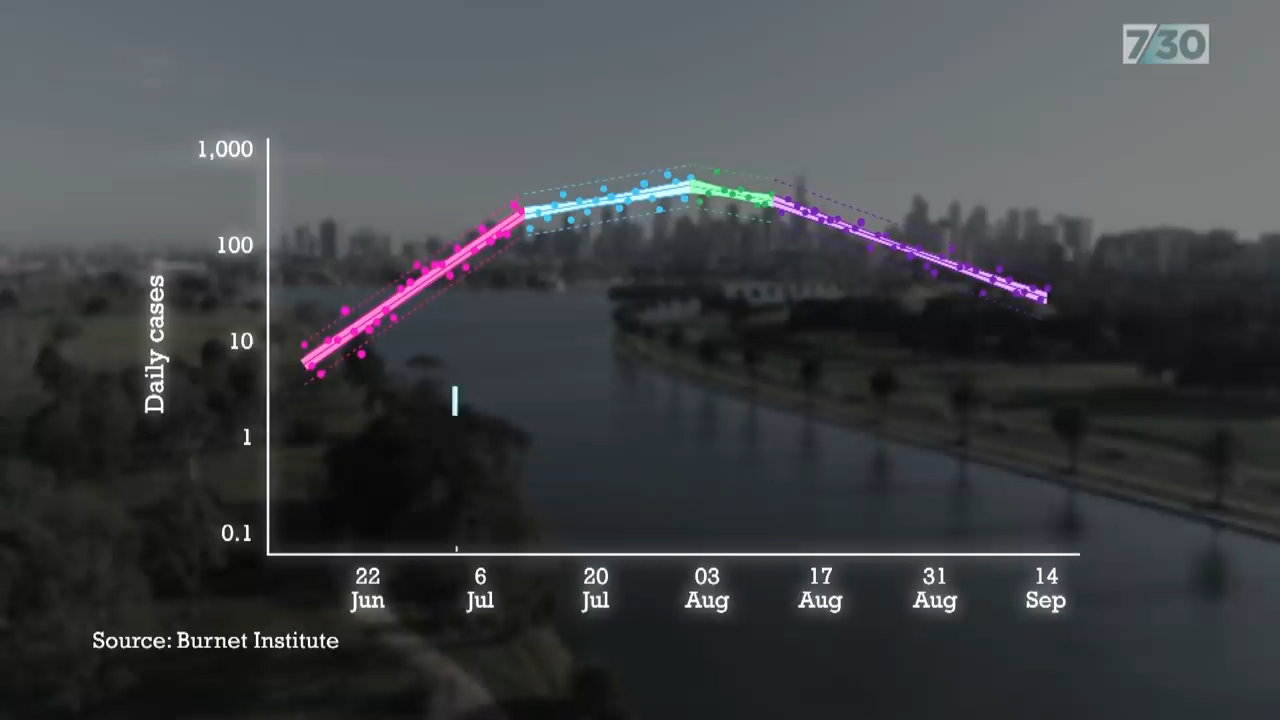 7/30
1,000
100
10
1
0.1
Daily cases
22 6 20 03 17 31 14
Jun Jul Jul Aug Aug Aug Sep
Source: Burnet Institute